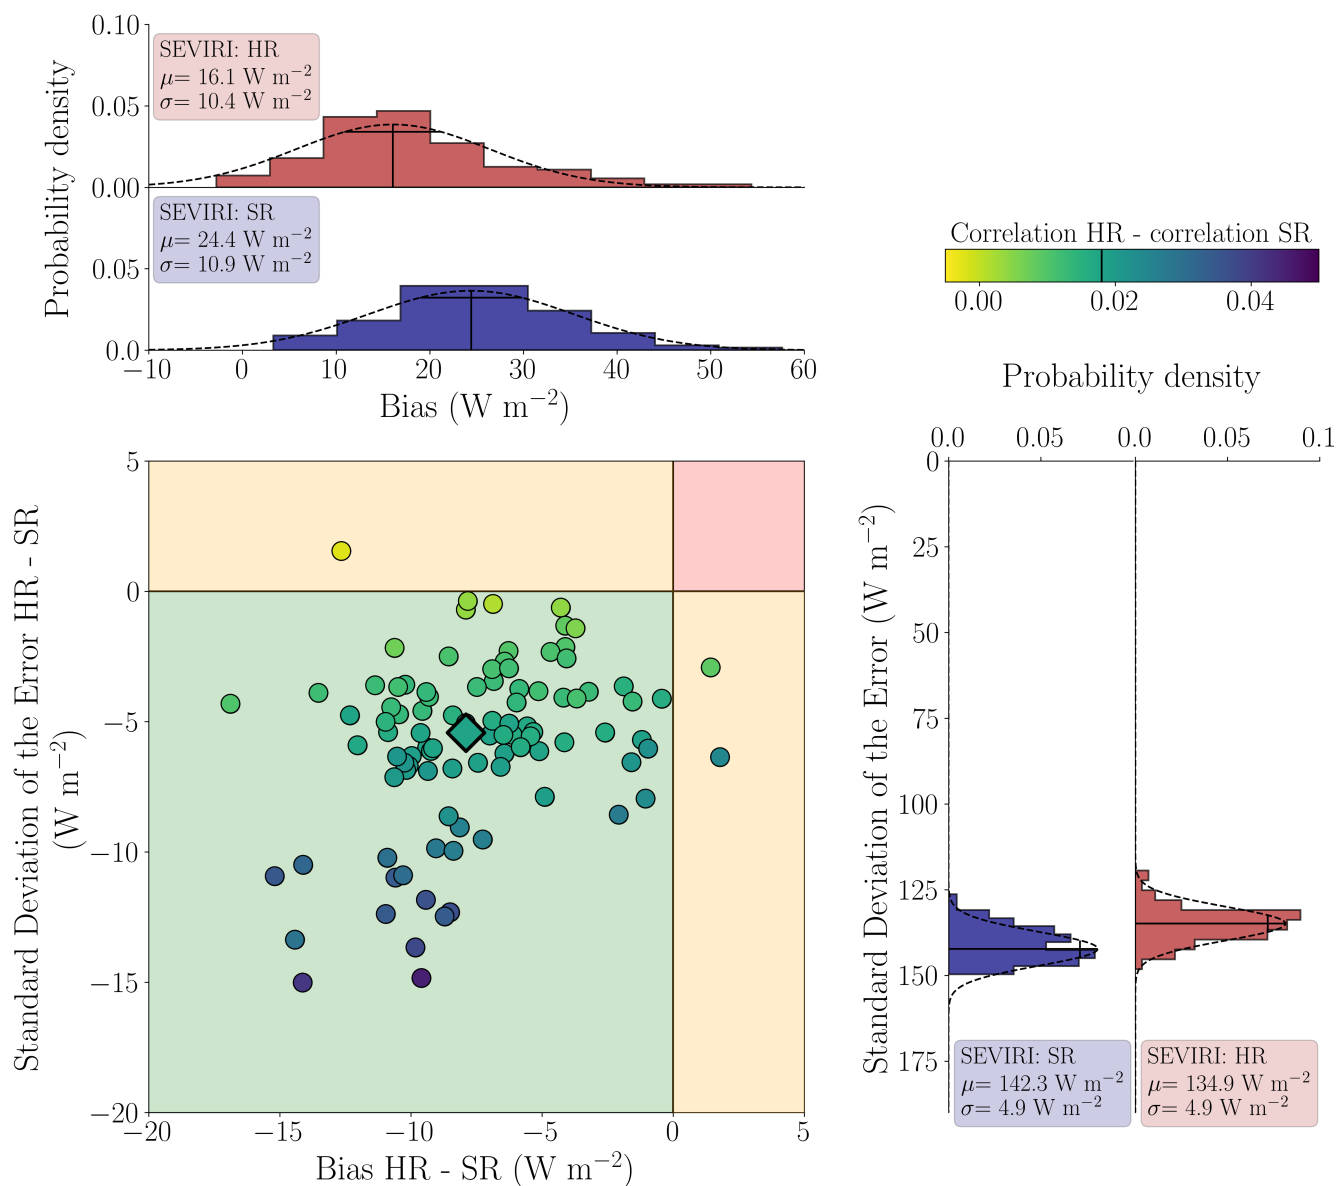 0.10
0.05
0.00
Probability density
SEVIRI: HR
μ= 16.1 W m−2
σ= 10.4 W m−2
SEVIRI: SR
μ= 24.4 W m−2
σ= 10.9 W m−2
0.05
0.0
−10 0 10 20 30 40 50 60
Bias (W m−2)
Correlation HR - correlation SR
0.00 0.02 0.04
Probability density
0.0 0.05 0.0 0.05 0.1
5
0
−5
−10
−15
−20
Standard Deviation of the Error HR - SR
(W m−2)
−20 −15 −10 −5 0 5
Bias HR - SR (W m−2)
0
25
50
75
100
125
150
175
Standard Deviation of the Error (W m−2)
SEVIRI: SR
μ= 142.3 W m−2
σ= 4.9 W m−2
SEVIRI: HR
μ= 134.9 W m−2
σ= 4.9 W m−2